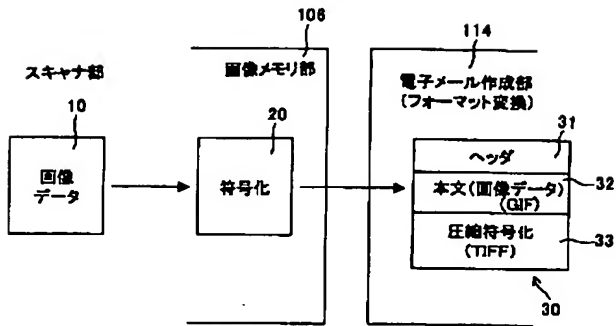 106
114
スキャナ部
画像メモリ部
電子メール作成部
(フォーマット変換)
10
20
31
画像
データ
符号化
ヘッダ
32
本文(画像データ)
(GIF)
圧縮符号化
(TIFF)
33
30